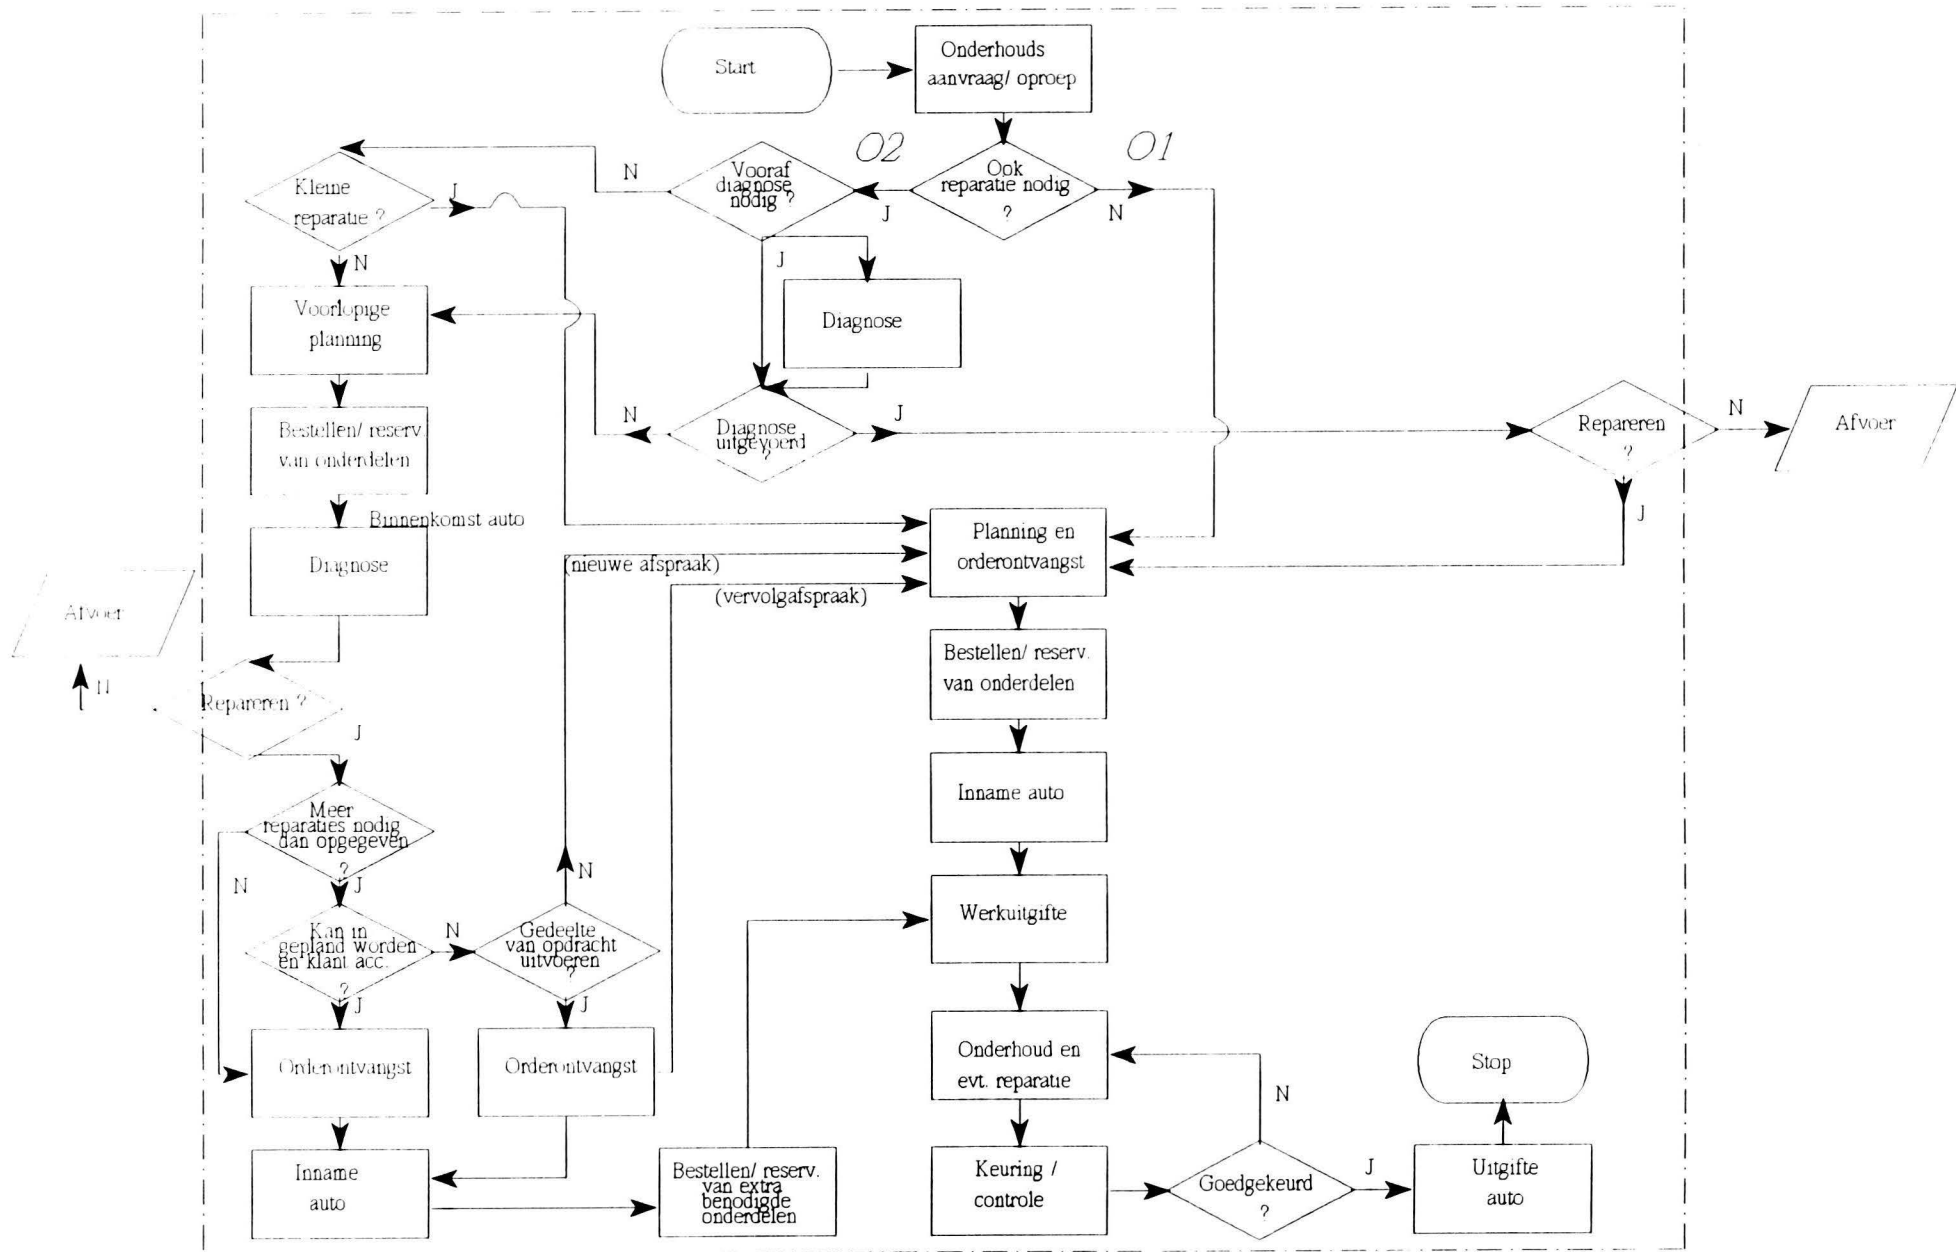 Start
Onderhouds
aanvraag/ oproep
O2
O1
Kleine
reparatie ?
J
N
Vooraf
diagnose
nodig ?
J
Ook
reparatie nodig
?
N
N
J
Voorlopige
planning
Diagnose
Bestellen/ reserv.
van onderdelen
N
Diagnose
uitgevoerd
?
J
Repareren
?
N
Afvoer
J
Binnenkomst auto
Diagnose
(nieuwe afspraak)
(vervolgafspraak)
Planning en
orderontvangst
Afvoer
N
Repareren ?
J
Bestellen/ reserv.
van onderdelen
Inname auto
Meer
reparaties nodig
dan opgegeven
?
N
J
N
Kan in
gepland worden
en klant acc.
?
N
Gedeelte
van opdracht
uitvoeren
?
Werkuitgifte
J
J
Orderontvangst
Orderontvangst
Onderhoud en
evt. reparatie
N
Stop
Inname
auto
Bestellen/ reserv.
van extra
benodigde
onderdelen
Keuring /
controle
Goedgekeurd
?
J
Uitgifte
auto